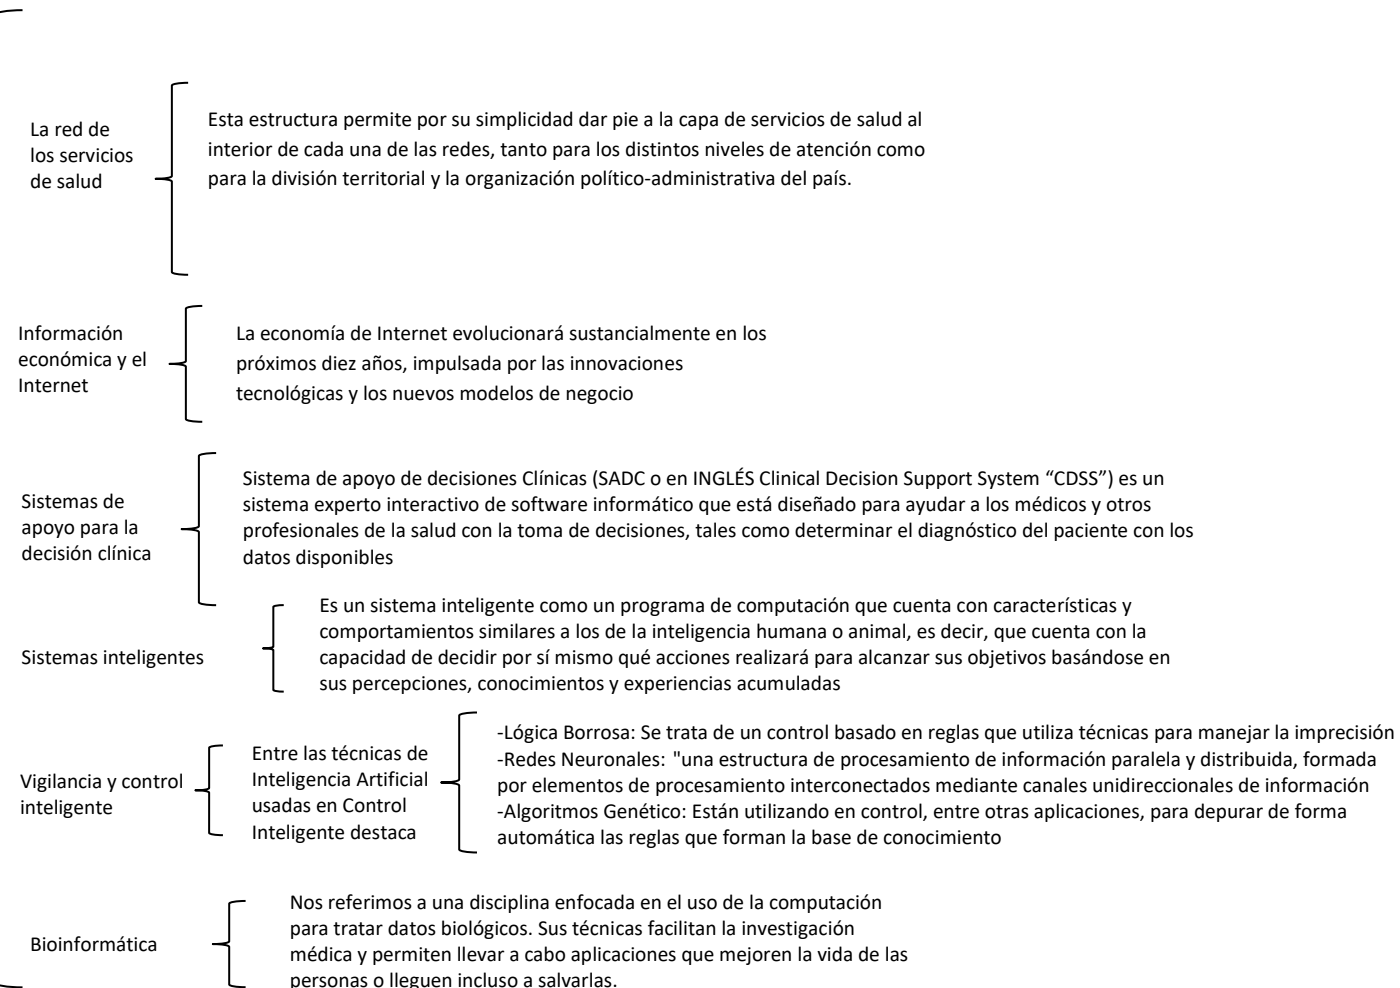 La red de
los servicios
de salud
Esta estructura permite por su simplicidad dar pie a la capa de servicios de salud al
interior de cada una de las redes, tanto para los distintos niveles de atención como
para la división territorial y la organización político-administrativa del país.
Información
económica y el
Internet
La economía de Internet evolucionará sustancialmente en los
próximos diez años, impulsada por las innovaciones
tecnológicas y los nuevos modelos de negocio
Sistemas de
apoyo para la
decisión clínica
Sistema de apoyo de decisiones Clínicas (SADC o en INGLÉS Clinical Decision Support System “CDSS”) es un
sistema experto interactivo de software informático que está diseñado para ayudar a los médicos y otros
profesionales de la salud con la toma de decisiones, tales como determinar el diagnóstico del paciente con los
datos disponibles
Sistemas inteligentes
Es un sistema inteligente como un programa de computación que cuenta con características y
comportamientos similares a los de la inteligencia humana o animal, es decir, que cuenta con la
capacidad de decidir por sí mismo qué acciones realizará para alcanzar sus objetivos basándose en
sus percepciones, conocimientos y experiencias acumuladas
Vigilancia y control
inteligente
Entre las técnicas de
Inteligencia Artificial
usadas en Control
Inteligente destaca
-Lógica Borrosa: Se trata de un control basado en reglas que utiliza técnicas para manejar la imprecisión
-Redes Neuronales: "una estructura de procesamiento de información paralela y distribuida, formada
por elementos de procesamiento interconectados mediante canales unidireccionales de información
-Algoritmos Genético: Están utilizando en control, entre otras aplicaciones, para depurar de forma
automática las reglas que forman la base de conocimiento
Bioinformática
Nos referimos a una disciplina enfocada en el uso de la computación
para tratar datos biológicos. Sus técnicas facilitan la investigación
médica y permiten llevar a cabo aplicaciones que mejoren la vida de las
personas o lleguen incluso a salvarlas.